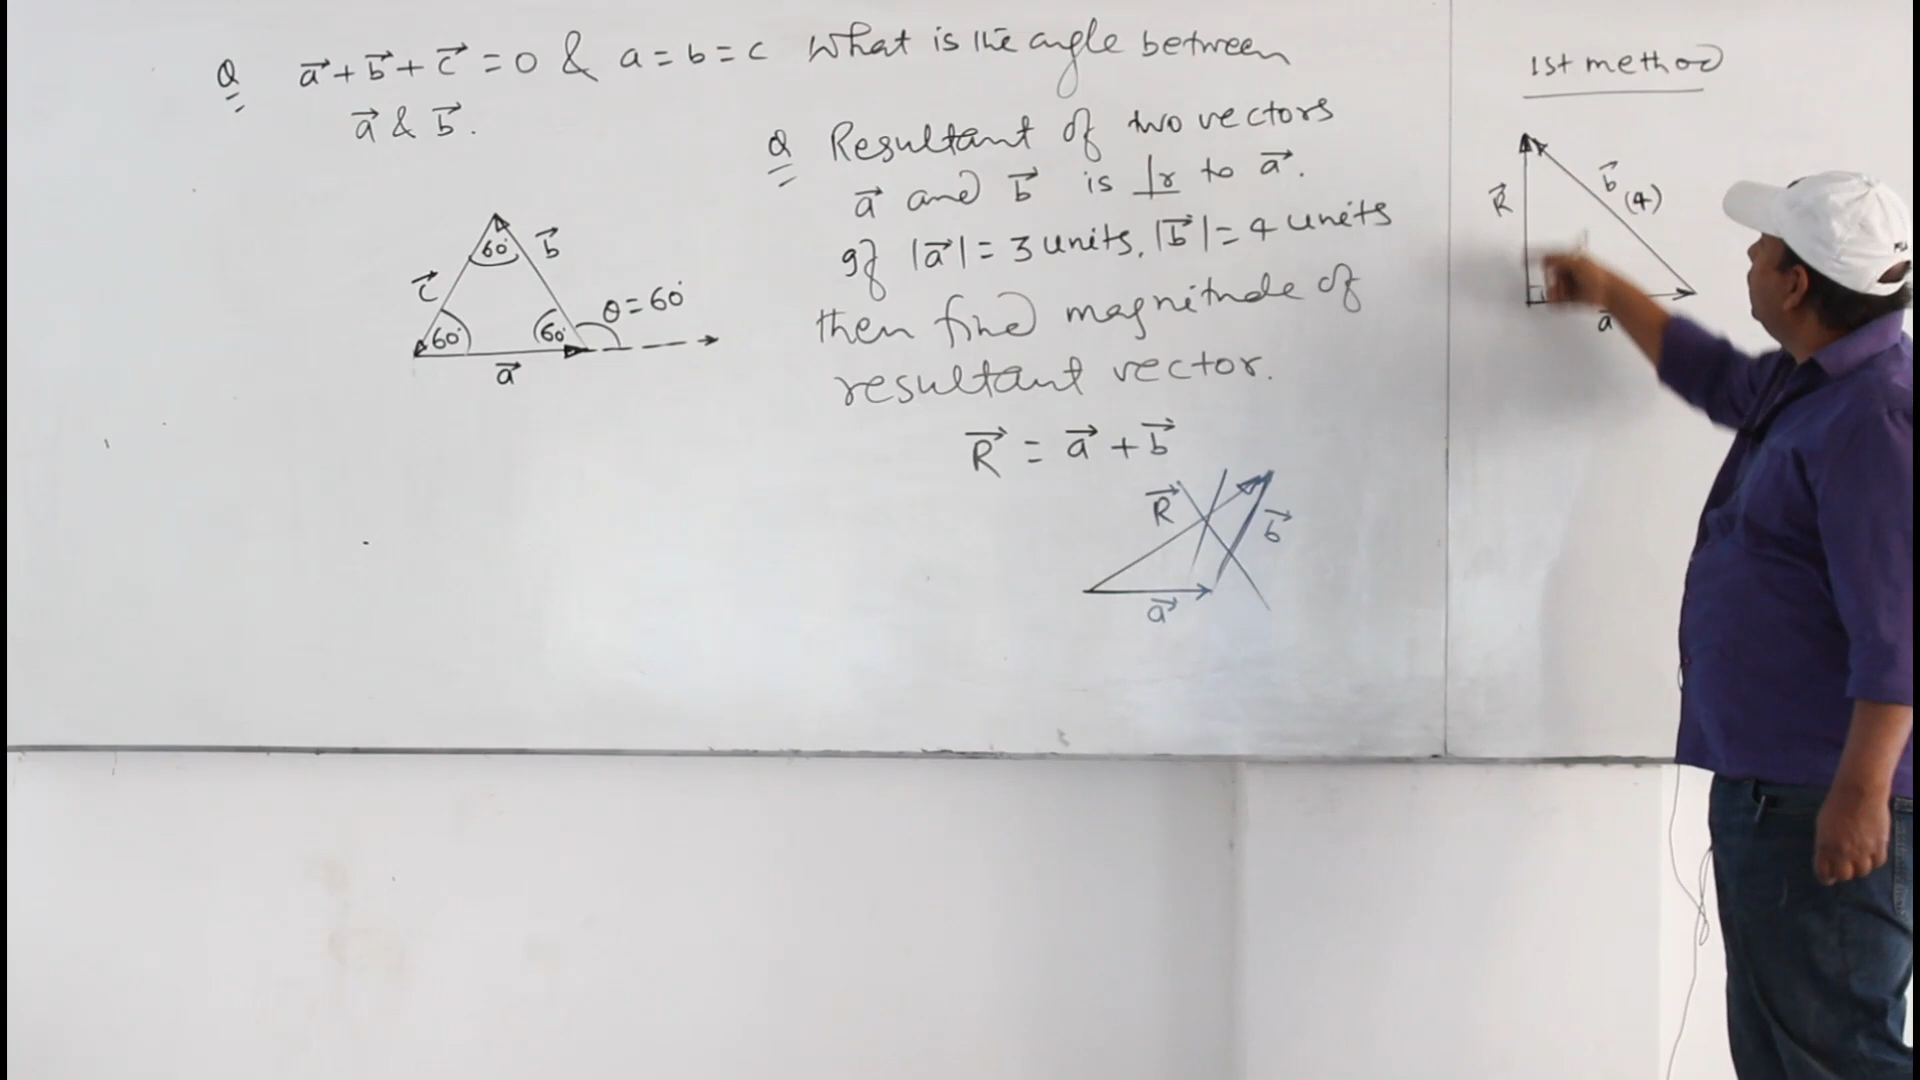 Q a⃗ + b⃗ + c⃗ = 0 & a = b = c What is the angle between
a⃗ & b⃗.
60°
b⃗
c⃗
60°
60°
θ = 60°
a⃗
Q Resultant of two vectors
a⃗ and b⃗ is ⊥r to a⃗.
If |a⃗| = 3 units, |b⃗| = 4 units
then find magnitude of
resultant vector.
R⃗ = a⃗ + b⃗
R⃗
b⃗
a⃗
1st method
R⃗
b⃗
(4)
a⃗